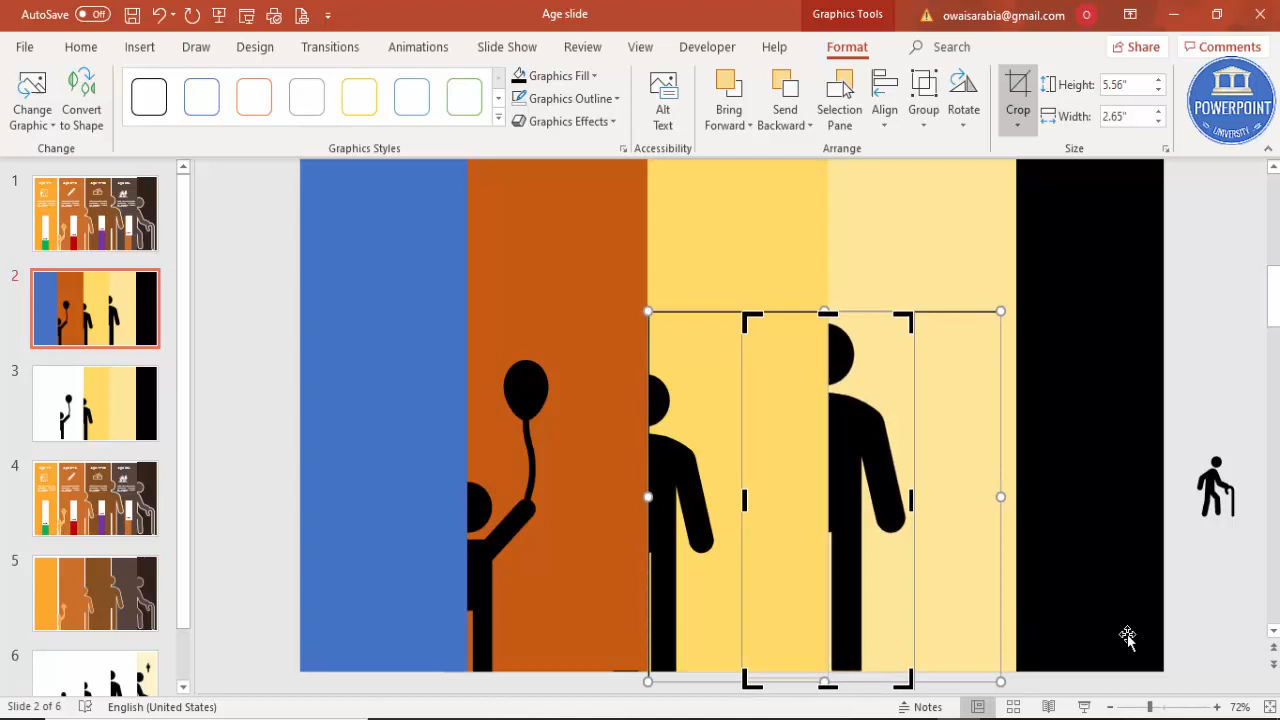 AutoSave Off Age slide Graphics Tools owaisarabia@gmail.com O
File Home Insert Draw Design Transitions Animations Slide Show Review View Developer Help Format Search Share Comments
Change Graphic
Convert to Shape
Graphics Fill
Graphics Outline
Graphics Effects
Alt Text
Bring Forward
Send Backward
Selection Pane
Align
Group
Rotate
Crop
Height: 5.56"
Width: 2.65"
POWERPOINT
UNIVERSITY
Change Graphics Styles Accessibility Arrange Size
1
2
3
4
5
6
Slide 2 of 6 English (United States) Notes 72%